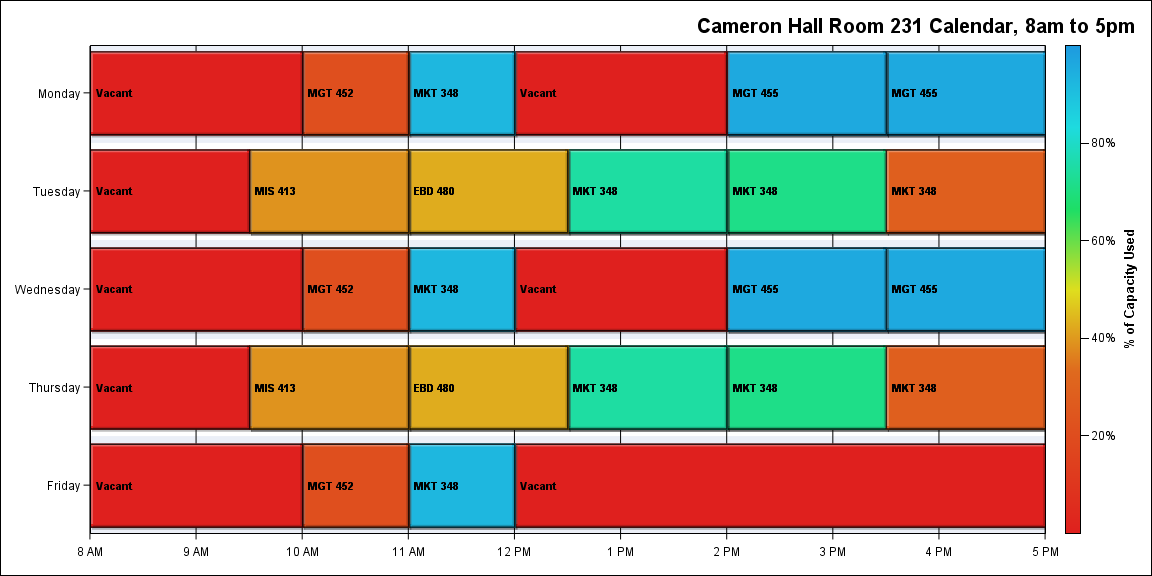 Cameron Hall Room 231 Calendar, 8am to 5pm
Monday Vacant MGT 452 MKT 348 Vacant MGT 455 MGT 455
Tuesday Vacant MIS 413 EBD 480 MKT 348 MKT 348 MKT 348
Wednesday Vacant MGT 452 MKT 348 Vacant MGT 455 MGT 455
Thursday Vacant MIS 413 EBD 480 MKT 348 MKT 348 MKT 348
Friday Vacant MGT 452 MKT 348 Vacant
8 AM 9 AM 10 AM 11 AM 12 PM 1 PM 2 PM 3 PM 4 PM 5 PM
80%
60%
40%
20%
% of Capacity Used